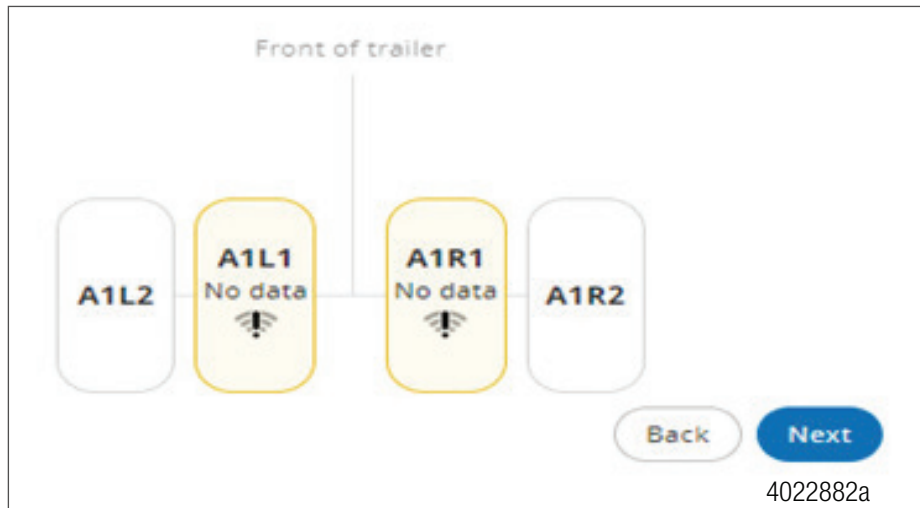 Front of trailer
A1L2
A1L1
No data
A1R1
No data
A1R2
Back
Next
4022882a